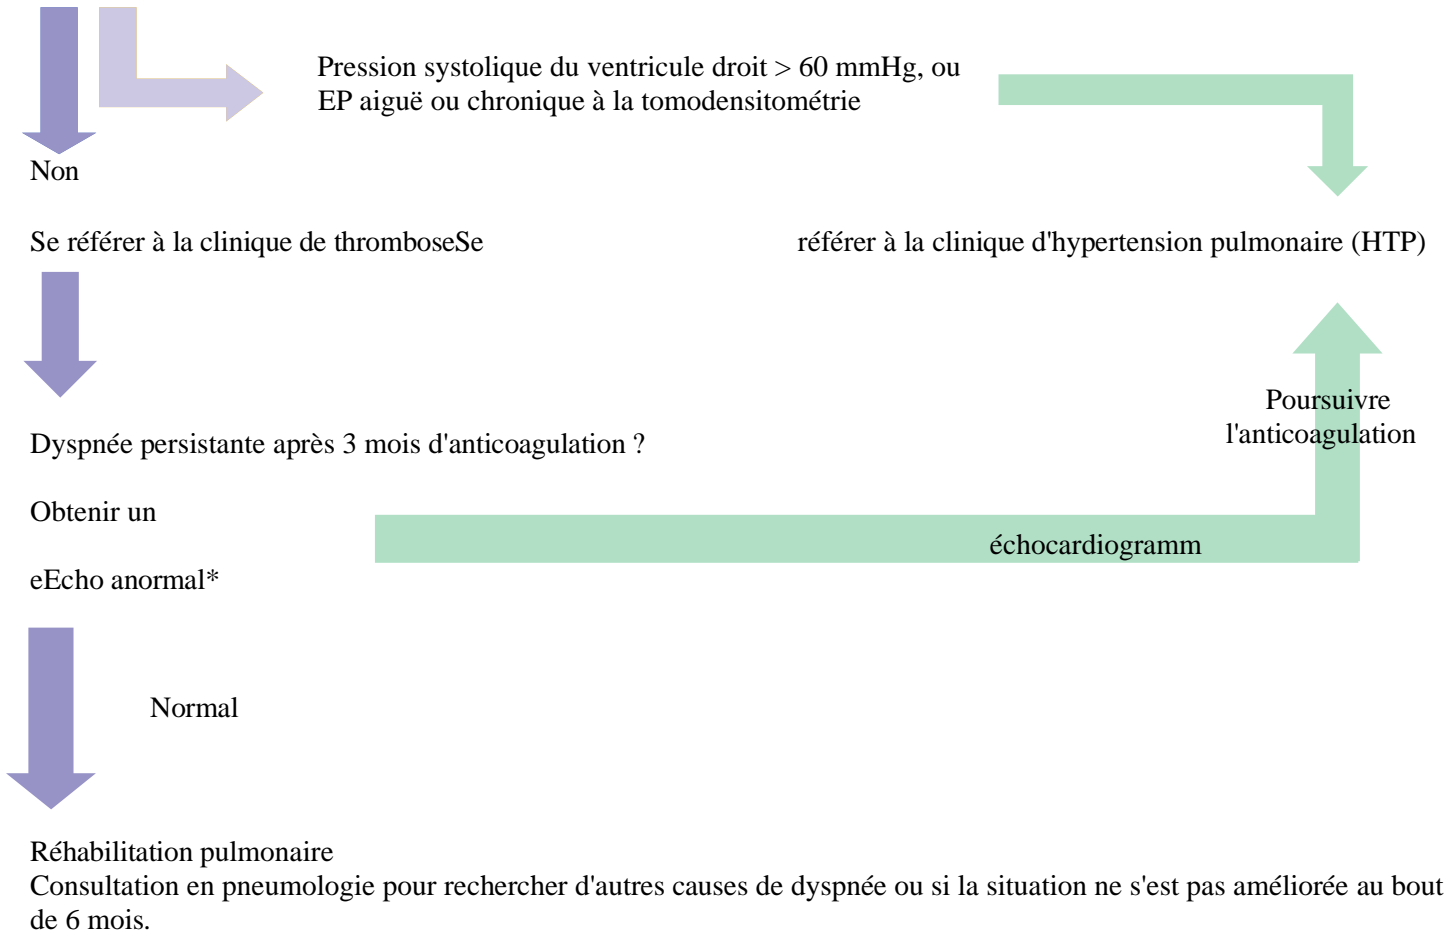 Pression systolique du ventricule droit > 60 mmHg, ou
EP aiguë ou chronique à la tomodensitométrie
Non
Se référer à la clinique de thromboseSe
référer à la clinique d'hypertension pulmonaire (HTP)
Poursuivre
l'anticoagulation
Dyspnée persistante après 3 mois d'anticoagulation ?
Obtenir un
échocardiogramm
eEcho anormal*
Normal
Réhabilitation pulmonaire
Consultation en pneumologie pour rechercher d'autres causes de dyspnée ou si la situation ne s'est pas améliorée au bout
de 6 mois.